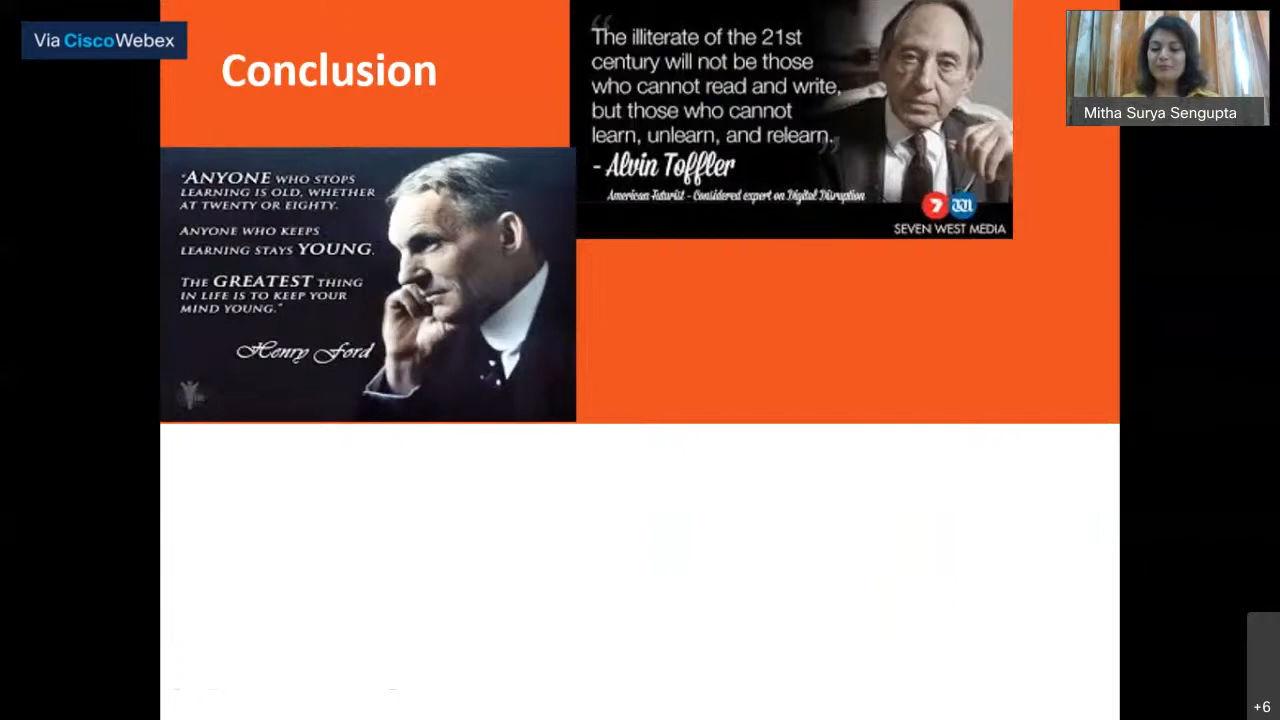 Via CiscoWebex
Conclusion
“
The illiterate of the 21st
century will not be those
who cannot read and write,
but those who cannot
learn, unlearn, and relearn.”
- Alvin Toffler
American Futurist - Considered expert on Digital Disruption
7
SEVEN WEST MEDIA
Mitha Surya Sengupta
"ANYONE WHO STOPS
LEARNING IS OLD, WHETHER
AT TWENTY OR EIGHTY.
ANYONE WHO KEEPS
LEARNING STAYS YOUNG.
THE GREATEST THING
IN LIFE IS TO KEEP YOUR
MIND YOUNG."
Henry Ford
+6